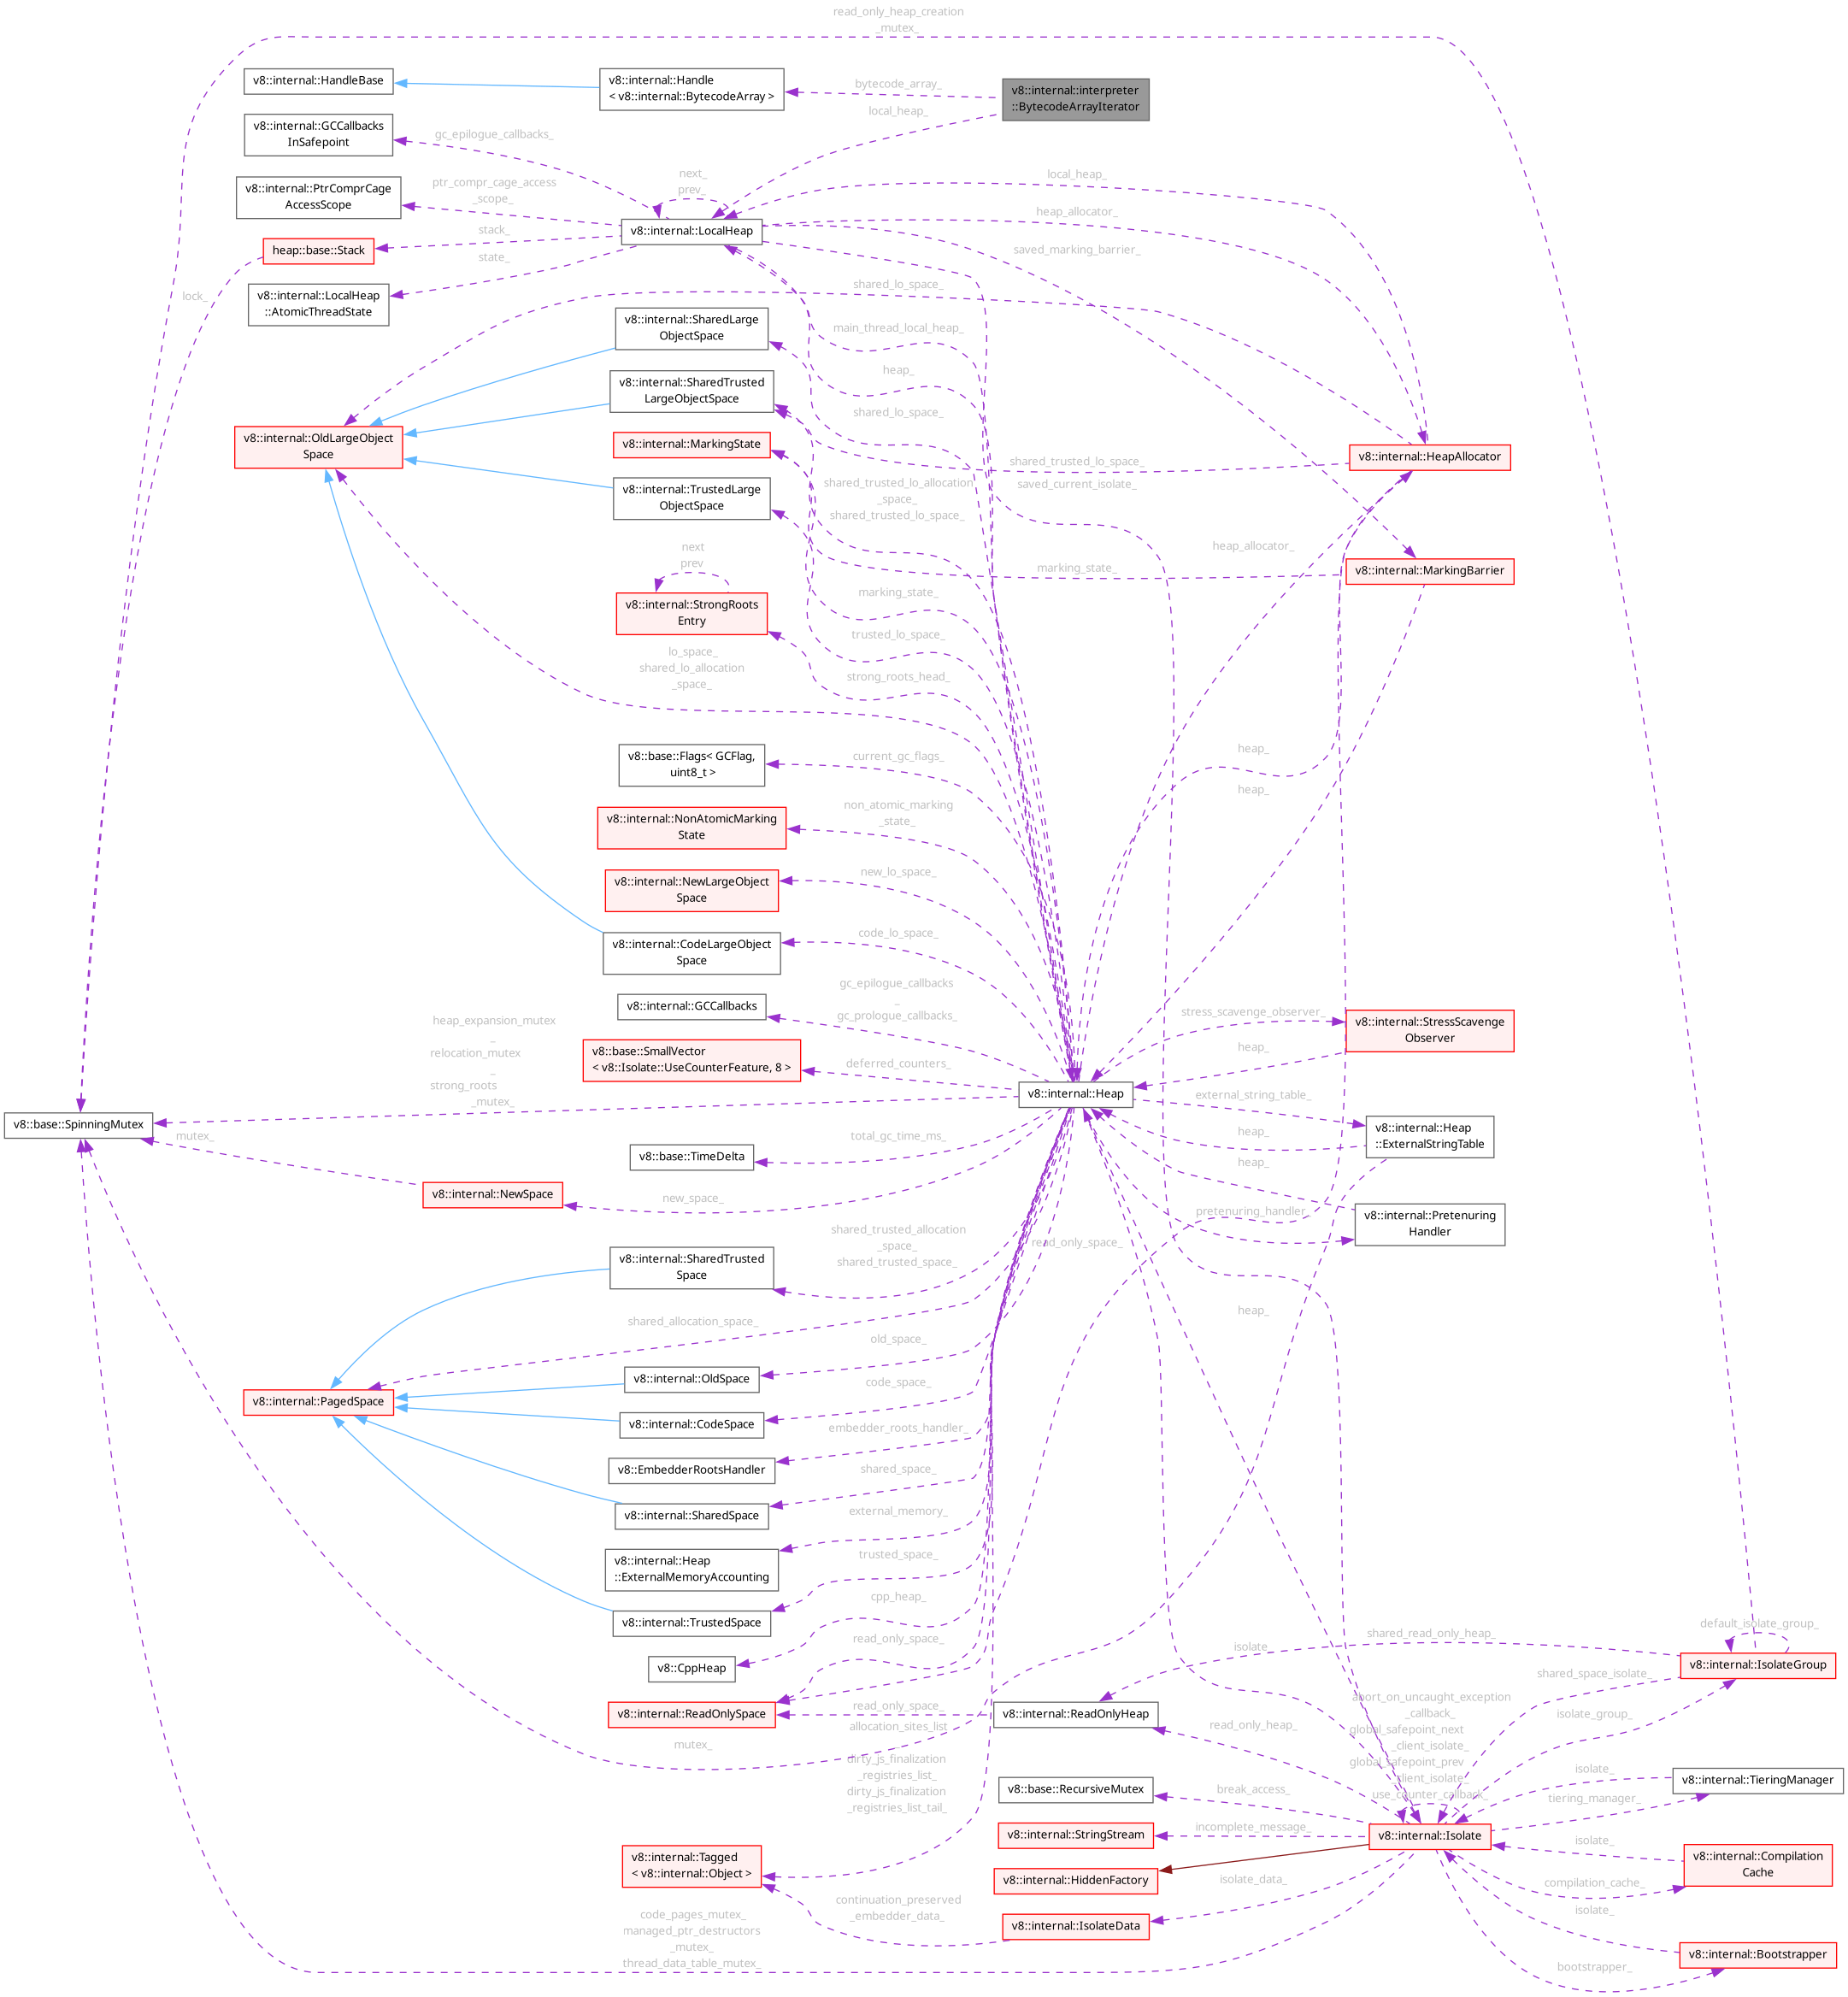 read_only_heap_creation
_mutex_
v8::internal::HandleBase
v8::internal::Handle
< v8::internal::BytecodeArray >
bytecode_array_
v8::internal::interpreter
::BytecodeArrayIterator
local_heap_
v8::internal::GCCallbacks
InSafepoint
gc_epilogue_callbacks_
v8::internal::PtrComprCage
AccessScope
ptr_compr_cage_access
_scope_
next_
prev_
local_heap_
heap::base::Stack
stack_
v8::internal::LocalHeap
heap_allocator_
state_
saved_marking_barrier_
lock_
v8::internal::LocalHeap
::AtomicThreadState
shared_lo_space_
v8::internal::SharedLarge
ObjectSpace
main_thread_local_heap_
heap_
v8::internal::SharedTrusted
LargeObjectSpace
shared_lo_space_
v8::internal::OldLargeObject
Space
v8::internal::MarkingState
v8::internal::HeapAllocator
shared_trusted_lo_space_
saved_current_isolate_
shared_trusted_lo_allocation
_space_
shared_trusted_lo_space_
v8::internal::TrustedLarge
ObjectSpace
next
prev
heap_allocator_
marking_state_
v8::internal::MarkingBarrier
v8::internal::StrongRoots
Entry
marking_state_
trusted_lo_space_
lo_space_
shared_lo_allocation
_space_
strong_roots_head_
v8::base::Flags< GCFlag,
uint8_t >
current_gc_flags_
heap_
heap_
v8::internal::NonAtomicMarking
State
non_atomic_marking
_state_
v8::internal::NewLargeObject
Space
new_lo_space_
v8::internal::CodeLargeObject
Space
code_lo_space_
v8::internal::GCCallbacks
gc_epilogue_callbacks
_
gc_prologue_callbacks_
stress_scavenge_observer_
v8::internal::StressScavenge
Observer
heap_expansion_mutex
_
relocation_mutex
_
strong_roots
_mutex_
v8::base::SmallVector
< v8::Isolate::UseCounterFeature, 8 >
deferred_counters_
heap_
v8::internal::Heap
external_string_table_
v8::base::SpinningMutex
mutex_
v8::internal::Heap
::ExternalStringTable
heap_
v8::base::TimeDelta
total_gc_time_ms_
heap_
v8::internal::NewSpace
new_space_
pretenuring_handler_
v8::internal::Pretenuring
Handler
v8::internal::SharedTrusted
Space
shared_trusted_allocation
_space_
shared_trusted_space_
read_only_space_
shared_allocation_space_
heap_
v8::internal::OldSpace
old_space_
v8::internal::PagedSpace
v8::internal::CodeSpace
code_space_
v8::EmbedderRootsHandler
embedder_roots_handler_
v8::internal::SharedSpace
shared_space_
v8::internal::Heap
::ExternalMemoryAccounting
external_memory_
v8::internal::TrustedSpace
trusted_space_
v8::CppHeap
cpp_heap_
read_only_space_
isolate_
shared_read_only_heap_
default_isolate_group_
v8::internal::IsolateGroup
shared_space_isolate_
v8::internal::ReadOnlySpace
read_only_space_
v8::internal::ReadOnlyHeap
read_only_heap_
abort_on_uncaught_exception
_callback_
global_safepoint_next
_client_isolate_
global_safepoint_prev
_client_isolate_
use_counter_callback_
isolate_group_
mutex_
allocation_sites_list_
dirty_js_finalization
_registries_list_
dirty_js_finalization
_registries_list_tail_
v8::base::RecursiveMutex
break_access_
isolate_
v8::internal::TieringManager
tiering_manager_
v8::internal::StringStream
incomplete_message_
v8::internal::Isolate
isolate_
v8::internal::Compilation
Cache
v8::internal::Tagged
< v8::internal::Object >
v8::internal::HiddenFactory
isolate_data_
compilation_cache_
continuation_preserved
_embedder_data_
v8::internal::IsolateData
isolate_
code_pages_mutex_
managed_ptr_destructors
_mutex_
thread_data_table_mutex_
bootstrapper_
v8::internal::Bootstrapper